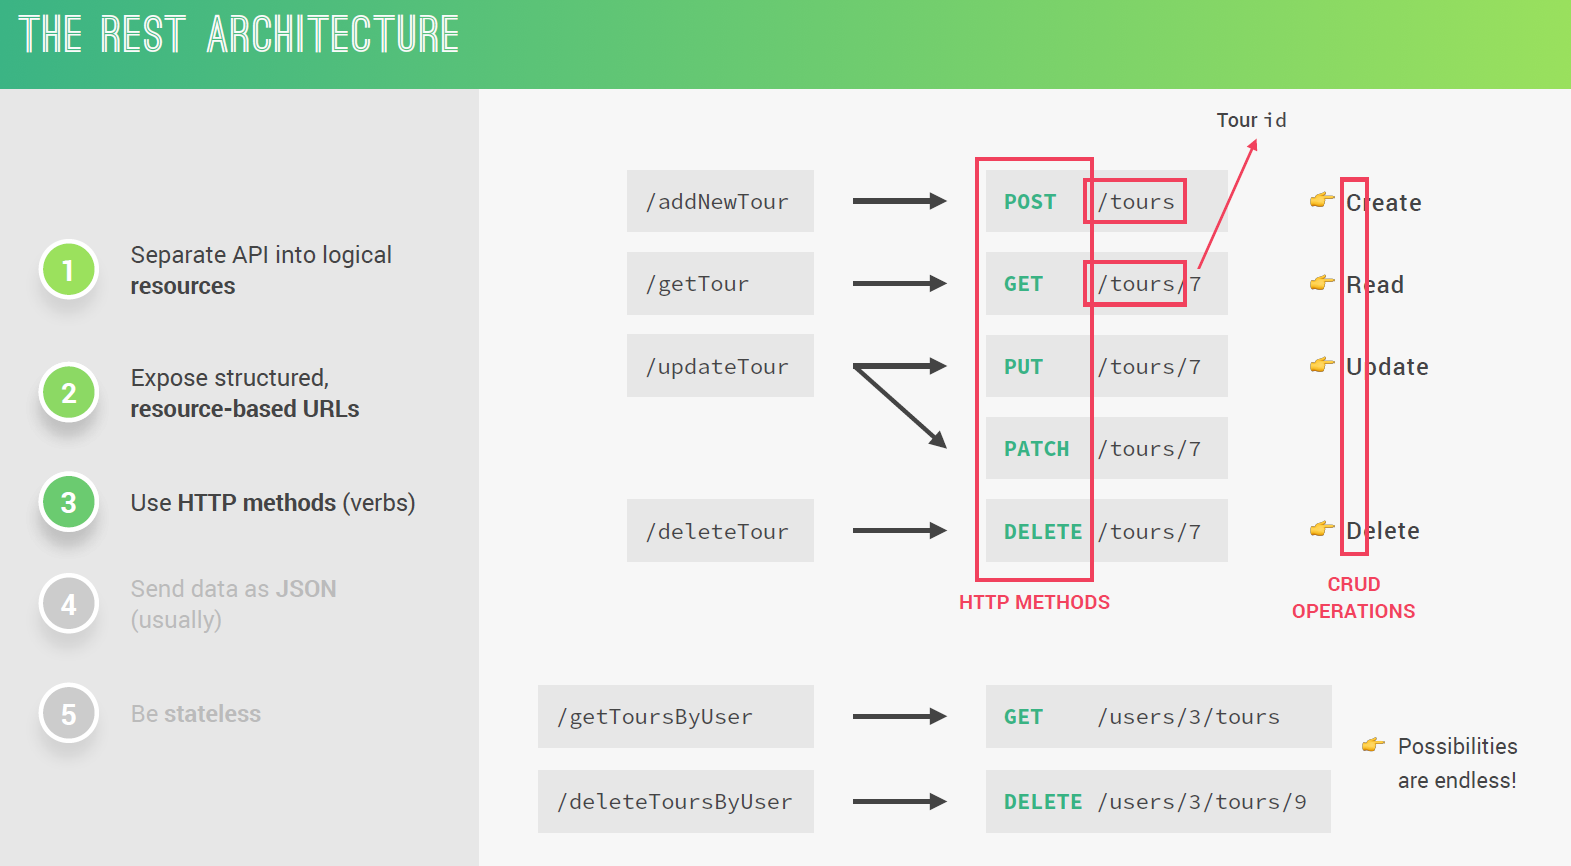 THE REST ARCHITECTURE
1
Separate API into logical
resources
2
Expose structured,
resource-based URLs
3
Use HTTP methods (verbs)
4
Send data as JSON
(usually)
5
Be stateless
Tour id
/addNewTour
POST /tours
Create
/getTour
GET /tours/7
Read
/updateTour
PUT /tours/7
Update
PATCH /tours/7
/deleteTour
DELETE /tours/7
Delete
HTTP METHODS
CRUD
OPERATIONS
/getToursByUser
GET /users/3/tours
/deleteToursByUser
DELETE /users/3/tours/9
Possibilities
are endless!